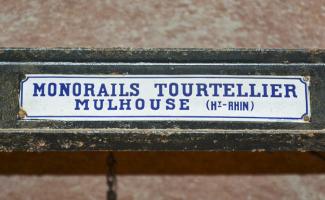 MONORAILS TOURTELLIER
MULHOUSE (HT-RHIN)